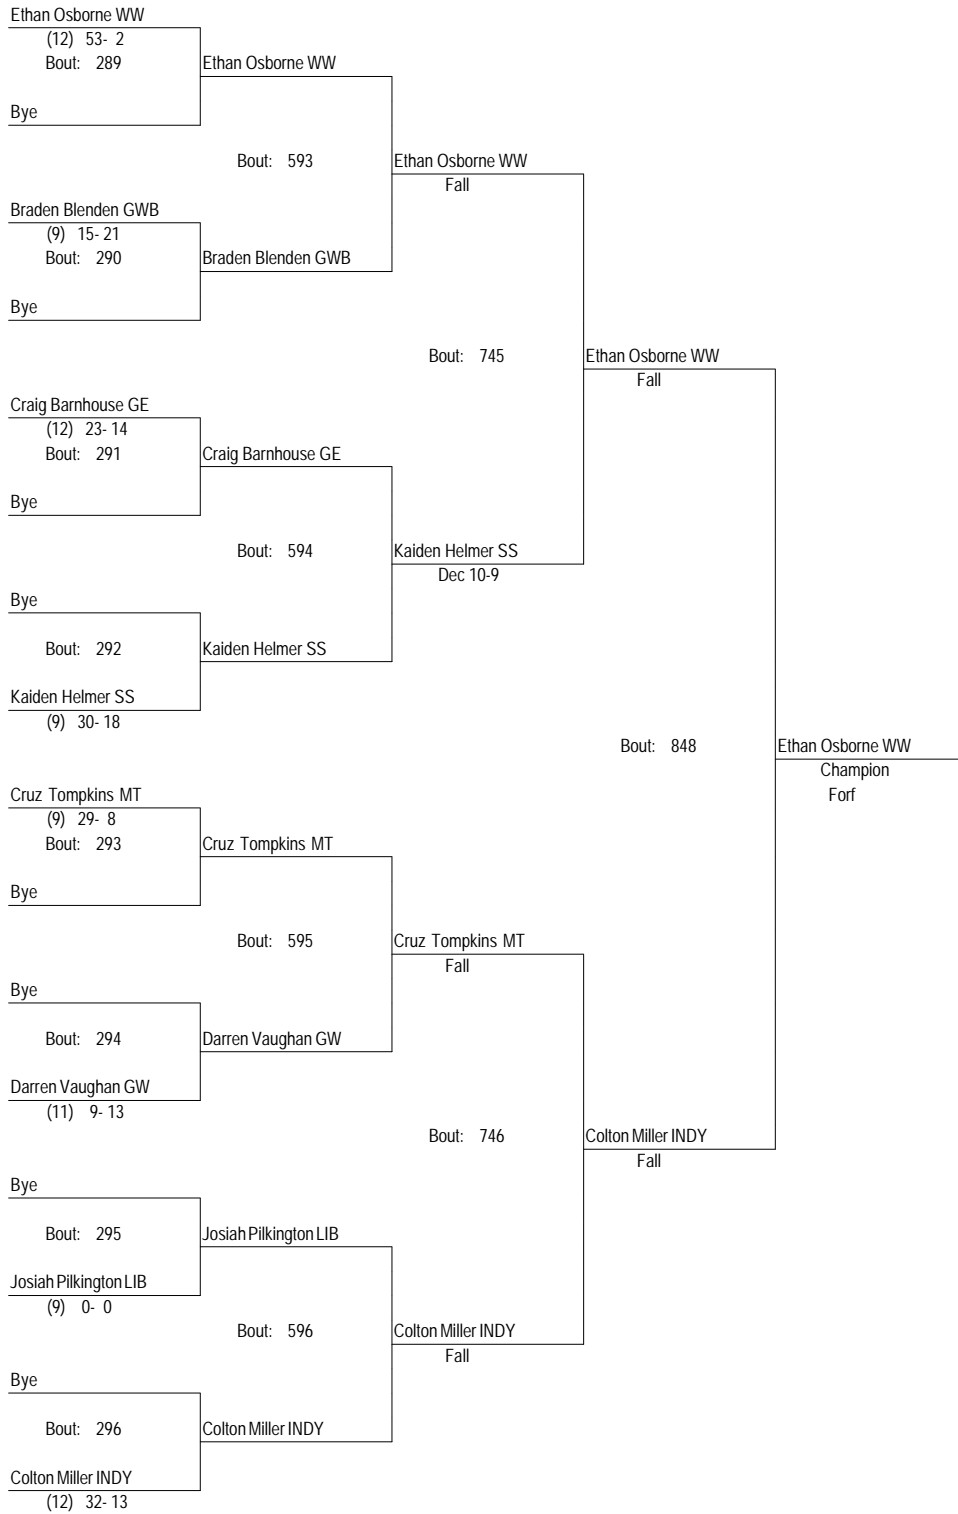 Ethan Osborne WW
(12) 53- 2
Bout: 289
Ethan Osborne WW
Bye
Bout: 593
Ethan Osborne WW
Fall
Braden Blenden GWB
(9) 15- 21
Bout: 290
Braden Blenden GWB
Bye
Bout: 745
Ethan Osborne WW
Fall
Craig Barnhouse GE
(12) 23- 14
Bout: 291
Craig Barnhouse GE
Bye
Bout: 594
Kaiden Helmer SS
Dec 10-9
Bye
Bout: 292
Kaiden Helmer SS
Kaiden Helmer SS
(9) 30- 18
Bout: 848
Ethan Osborne WW
Champion
Forf
Cruz Tompkins MT
(9) 29- 8
Bout: 293
Cruz Tompkins MT
Bye
Bout: 595
Cruz Tompkins MT
Fall
Bye
Bout: 294
Darren Vaughan GW
Darren Vaughan GW
(11) 9- 13
Bout: 746
Colton Miller INDY
Fall
Bye
Bout: 295
Josiah Pilkington LIB
Josiah Pilkington LIB
(9) 0- 0
Bout: 596
Colton Miller INDY
Fall
Bye
Bout: 296
Colton Miller INDY
Colton Miller INDY
(12) 32- 13